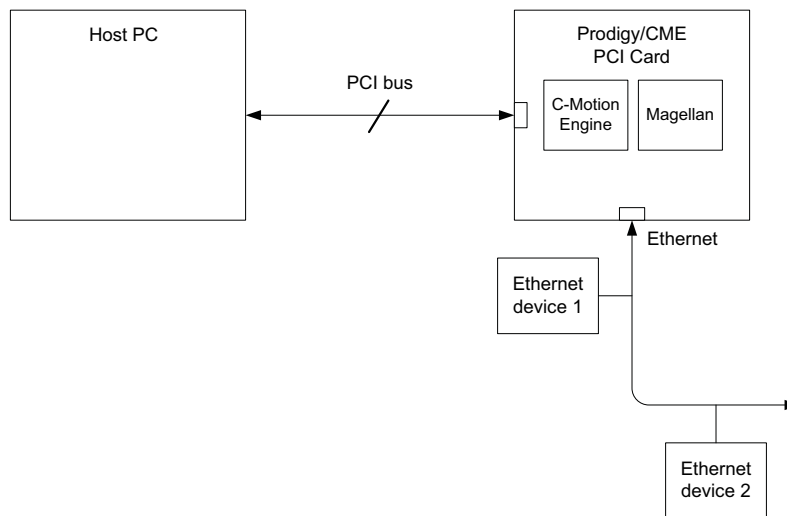 Host PC
PCI bus
Prodigy/CME
PCI Card
C-Motion
Engine
Magellan
Ethernet
Ethernet
device 1
Ethernet
device 2